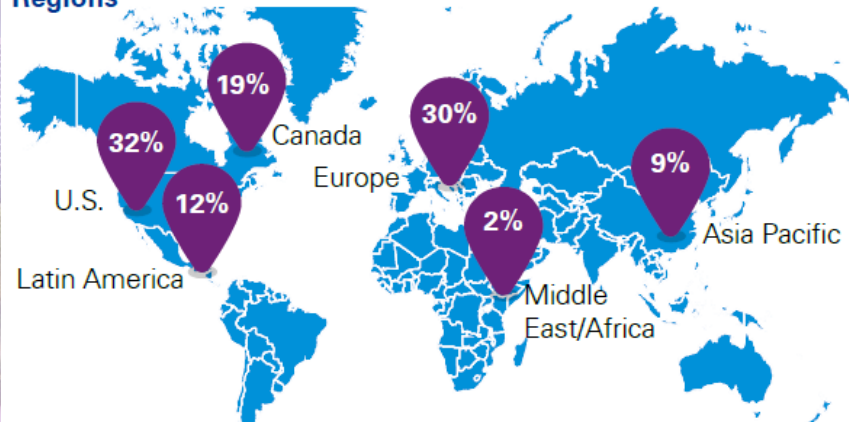 Regions
19%
Canada
32%
U.S.
12%
Latin America
30%
Europe
2%
Middle
East/Africa
9%
Asia Pacific